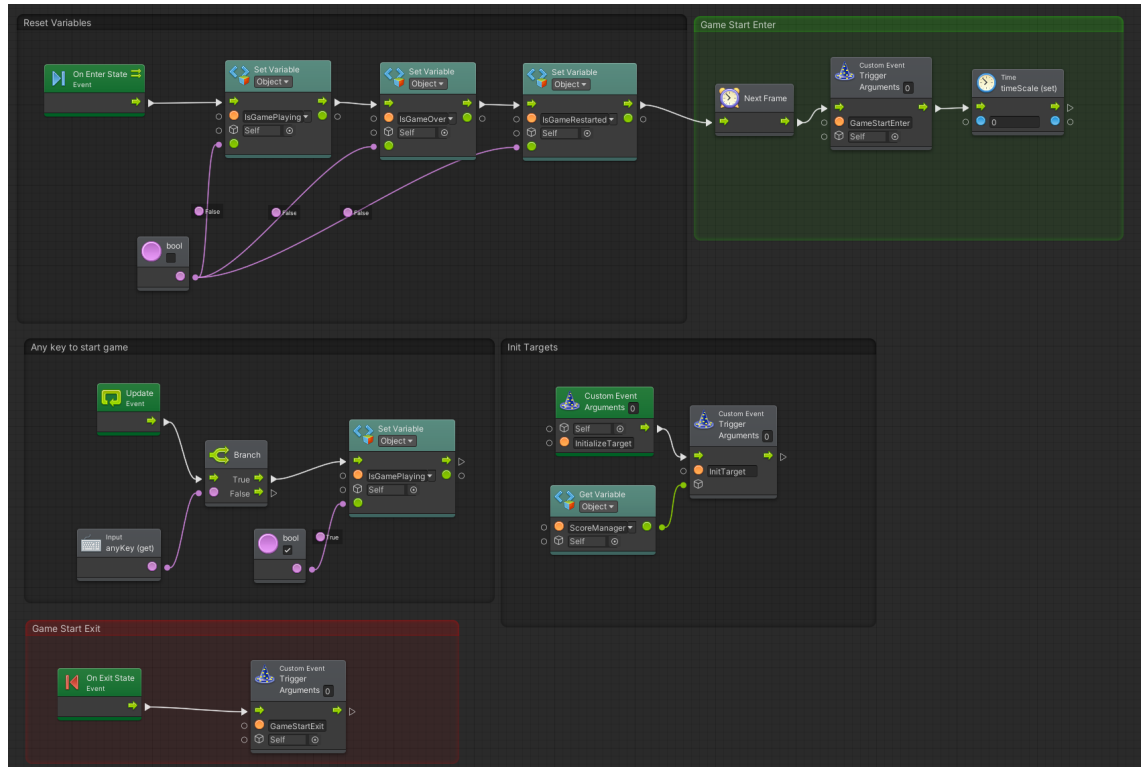 Reset Variables
On Enter State
Event
Set Variable
Object
IsGamePlaying
Self
Set Variable
Object
IsGameOver
Self
Set Variable
Object
IsGameRestarted
Self
False
False
False
bool
Game Start Enter
Next Frame
Custom Event
Trigger
Arguments 0
GameStartEnter
Self
Time
timeScale (set)
0
Any key to start game
Update
Event
Branch
True
False
Input
anyKey (get)
bool
True
Set Variable
Object
IsGamePlaying
Self
Init Targets
Custom Event
Arguments 0
Self
InitializeTarget
Get Variable
Object
ScoreManager
Self
Custom Event
Trigger
Arguments 0
InitTarget
Game Start Exit
On Exit State
Event
Custom Event
Trigger
Arguments 0
GameStartExit
Self